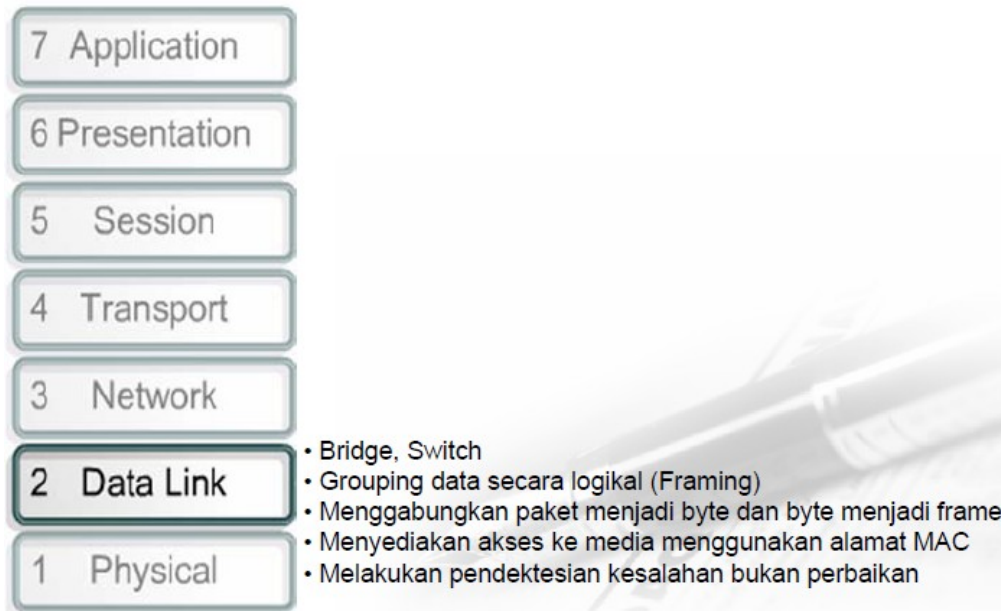 7 Application
6 Presentation
5 Session
4 Transport
3 Network
2 Data Link
• Bridge, Switch
• Grouping data secara logikal (Framing)
• Menggabungkan paket menjadi byte dan byte menjadi frame
• Menyediakan akses ke media menggunakan alamat MAC
• Melakukan pendektesian kesalahan bukan perbaikan
1 Physical